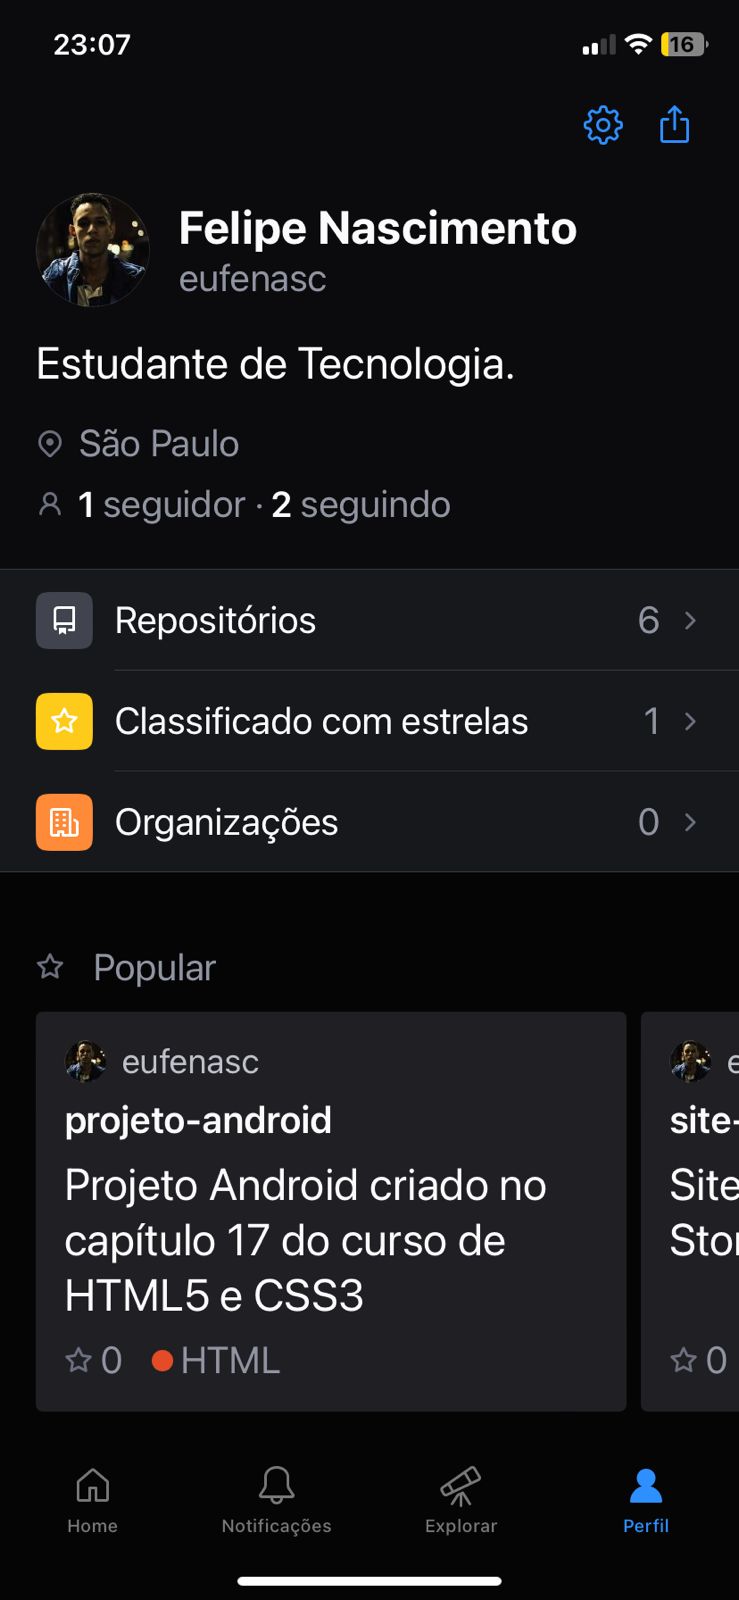 23:07
16
Felipe Nascimento
eufenasc
Estudante de Tecnologia.
São Paulo
1 seguidor · 2 seguindo
Repositórios 6
Classificado com estrelas 1
Organizações 0
Popular
eufenasc
projeto-android
Projeto Android criado no
capítulo 17 do curso de
HTML5 e CSS3
0 HTML
e
site-
Site
Stor
0
Home
Notificações
Explorar
Perfil